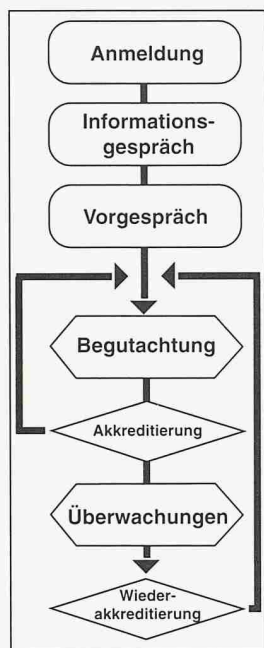 Anmeldung
Informations-
gespräch
Vorgespräch
Begutachtung
Akkreditierung
Überwachungen
Wieder-
akkreditierung